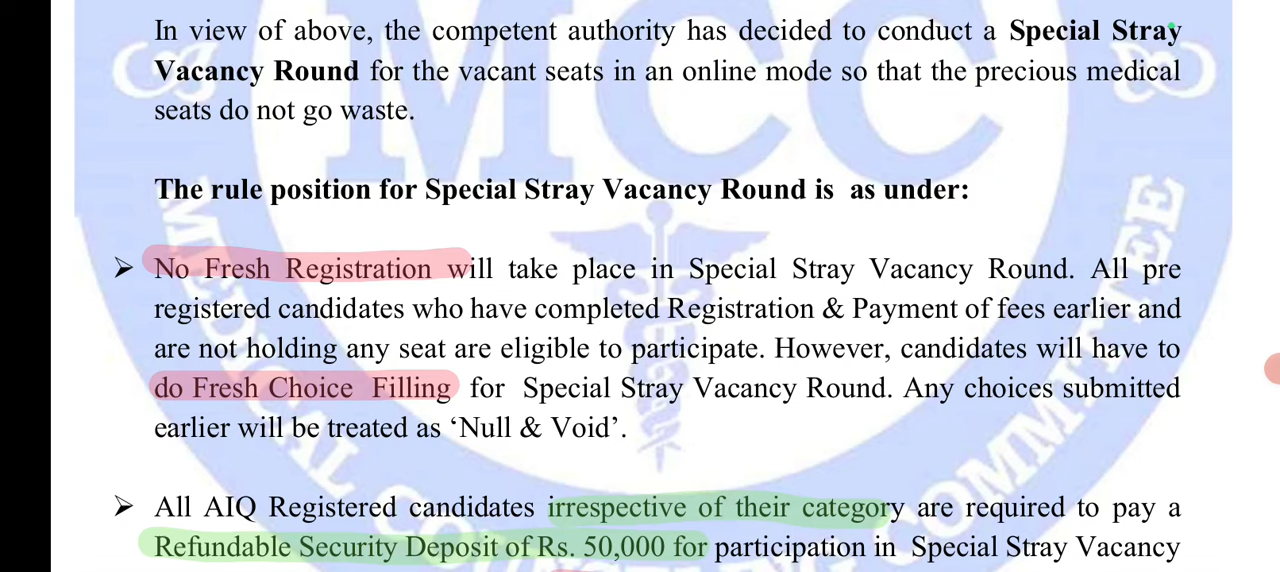 In view of above, the competent authority has decided to conduct a Special Stray
Vacancy Round for the vacant seats in an online mode so that the precious medical
seats do not go waste.
The rule position for Special Stray Vacancy Round is as under:
➢ No Fresh Registration will take place in Special Stray Vacancy Round. All pre
registered candidates who have completed Registration & Payment of fees earlier and
are not holding any seat are eligible to participate. However, candidates will have to
do Fresh Choice Filling for Special Stray Vacancy Round. Any choices submitted
earlier will be treated as ‘Null & Void’.
➢ All AIQ Registered candidates irrespective of their category are required to pay a
Refundable Security Deposit of Rs. 50,000 for participation in Special Stray Vacancy
MCC
MEDICAL
COMMITTEE